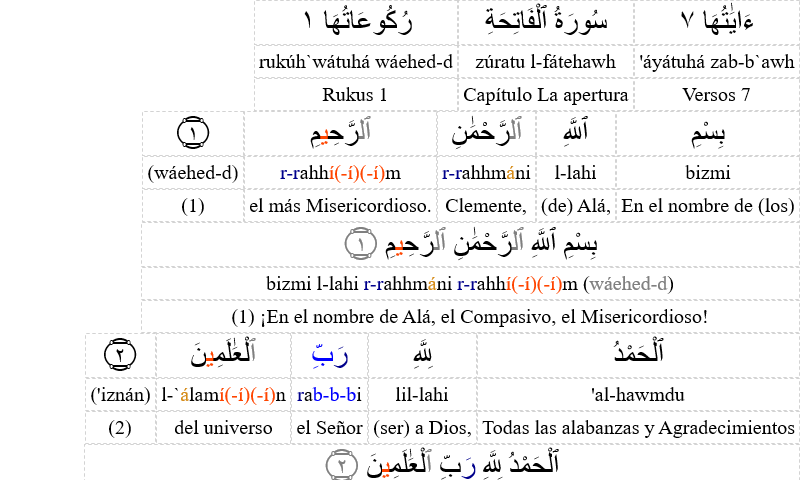 ءَايَٰتُهَا ٧ سُورَةُ ٱلْفَاتِحَةِ رُكُوعَاتُهَا ١
'áyátuhá zab-b`awh zúratu l-fátehawh rukúh`wátuhá wáehed-d
Versos 7 Capítulo La apertura Rukus 1
بِسْمِ ٱللَّهِ ٱلرَّحْمَٰنِ ٱلرَّحِيمِ ١
bizmi l-lahi r-rahhmáni r-rahhí(-í)(-í)m (wáehed-d)
En el nombre de (los) (de) Alá, Clemente, el más Misericordioso. (1)
بِسْمِ ٱللَّهِ ٱلرَّحْمَٰنِ ٱلرَّحِيمِ ١
bizmi l-lahi r-rahhmáni r-rahhí(-í)(-í)m (wáehed-d)
(1) ¡En el nombre de Alá, el Compasivo, el Misericordioso!
ٱلْحَمْدُ لِلَّهِ رَبِّ ٱلْعَٰلَمِينَ ٢
'al-hawmdu lil-lahi rab-b-bi l-`álamí(-í)(-í)n ('iznán)
Todas las alabanzas y Agradecimientos (ser) a Dios, el Señor del universo (2)
ٱلْحَمْدُ لِلَّهِ رَبِّ ٱلْعَٰلَمِينَ ٢